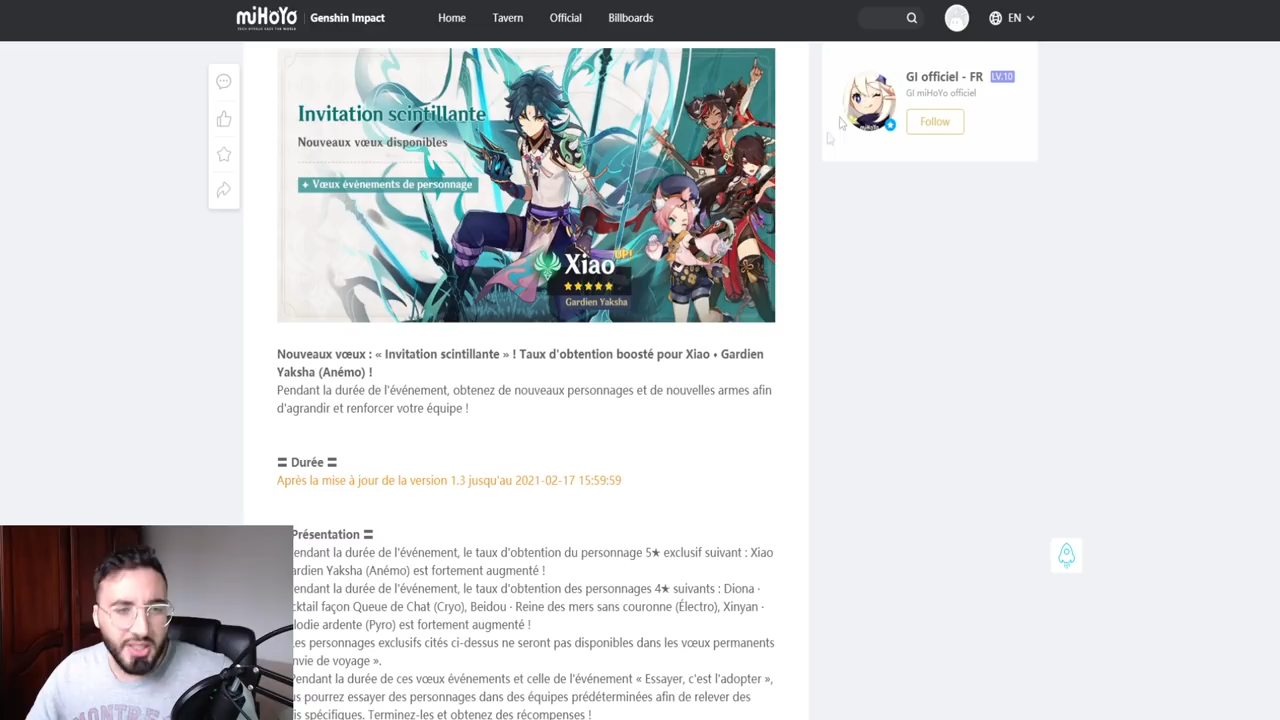 miHoYo
Genshin Impact
Home
Tavern
Official
Billboards
EN
Invitation scintillante
Nouveaux vœux disponibles
✦ Vœux événements de personnage
Xiao
UP!
★★★★★
Gardien Yaksha
GI officiel - FR LV.10
GI miHoYo officiel
miHoYo
Follow
Nouveaux vœux : « Invitation scintillante » ! Taux d'obtention boosté pour Xiao • Gardien
Yaksha (Anémo) !
Pendant la durée de l'événement, obtenez de nouveaux personnages et de nouvelles armes afin
d'agrandir et renforcer votre équipe !
〓 Durée 〓
Après la mise à jour de la version 1.3 jusqu'au 2021-02-17 15:59:59
Présentation 〓
endant la durée de l'événement, le taux d'obtention du personnage 5★ exclusif suivant : Xiao
ardien Yaksha (Anémo) est fortement augmenté !
endant la durée de l'événement, le taux d'obtention des personnages 4★ suivants : Diona ·
cktail façon Queue de Chat (Cryo), Beidou · Reine des mers sans couronne (Électro), Xinyan ·
lodie ardente (Pyro) est fortement augmenté !
es personnages exclusifs cités ci-dessus ne seront pas disponibles dans les vœux permanents
nvie de voyage ».
Pendant la durée de ces vœux événements et celle de l'événement « Essayer, c'est l'adopter »,
us pourrez essayer des personnages dans des équipes prédéterminées afin de relever des
is spécifiques. Terminez-les et obtenez des récompenses !